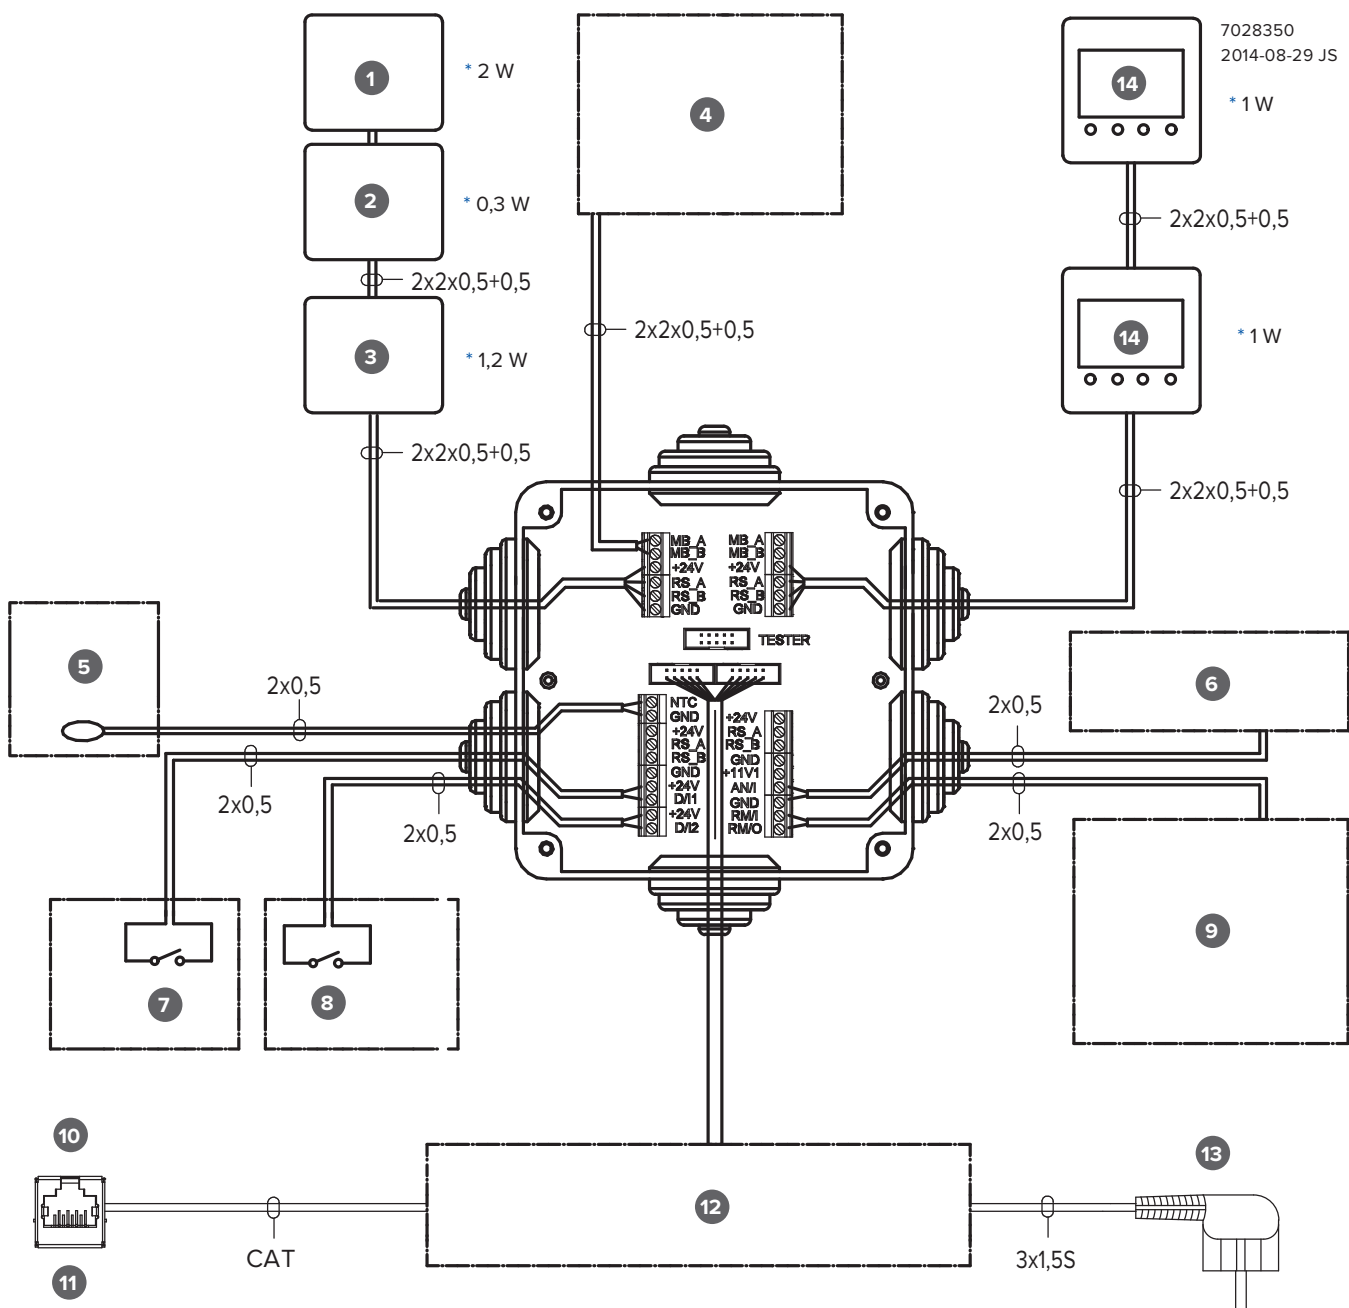 1
* 2 W
4
7028350
2014-08-29 JS
14
* 1 W
2
* 0,3 W
2x2x0,5+0,5
2x2x0,5+0,5
3
* 1,2 W
2x2x0,5+0,5
14
* 1 W
2x2x0,5+0,5
2x2x0,5+0,5
MB_A
MB_B
+24V
RS_A
RS_B
GND
MB_A
MB_B
+24V
RS_A
RS_B
GND
TESTER
5
2x0,5
2x0,5
2x0,5
NTC
GND
+24V
RS_A
RS_B
GND
+24V
D/I1
+24V
D/I2
+24V
RS_A
RS_B
GND
+11V1
AN/I
GND
RM/I
RM/O
6
2x0,5
2x0,5
7
8
9
10
11
CAT
12
3x1,5S
13